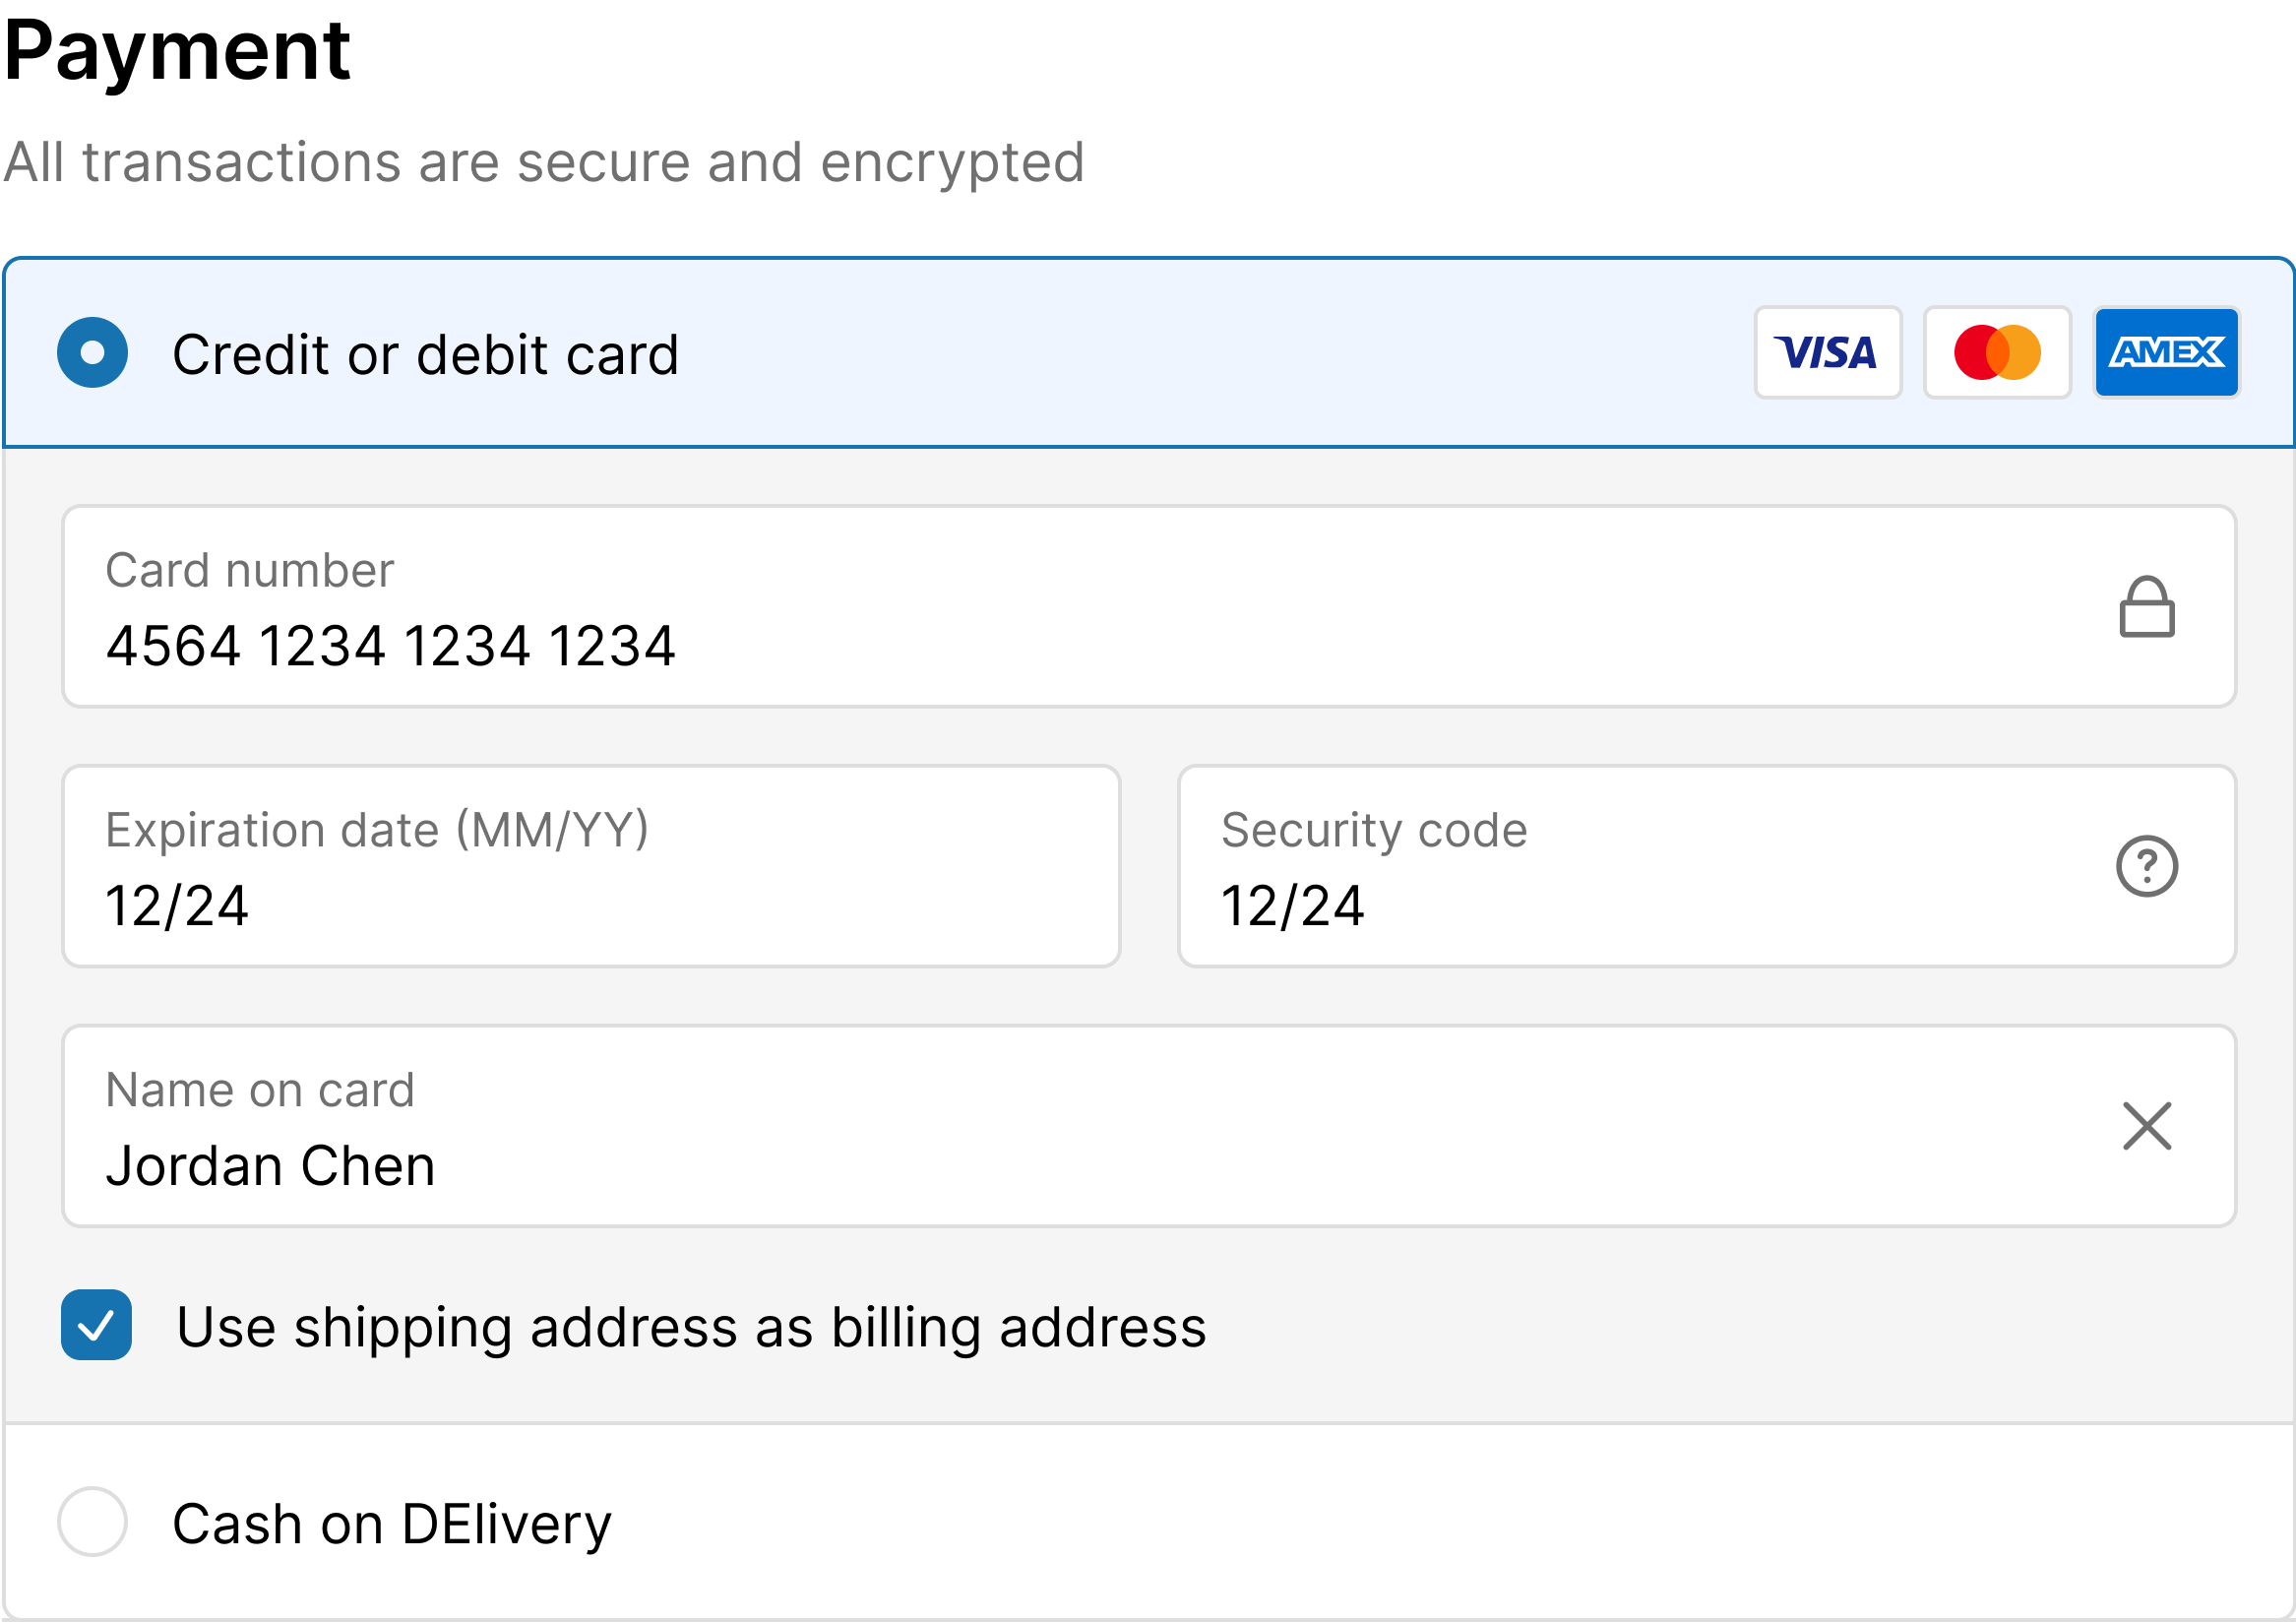 Payment
All transactions are secure and encrypted
Credit or debit card VISA AMEX
Card number
4564 1234 1234 1234
Expiration date (MM/YY) Security code
12/24 12/24
Name on card
Jordan Chen
Use shipping address as billing address
Cash on DElivery